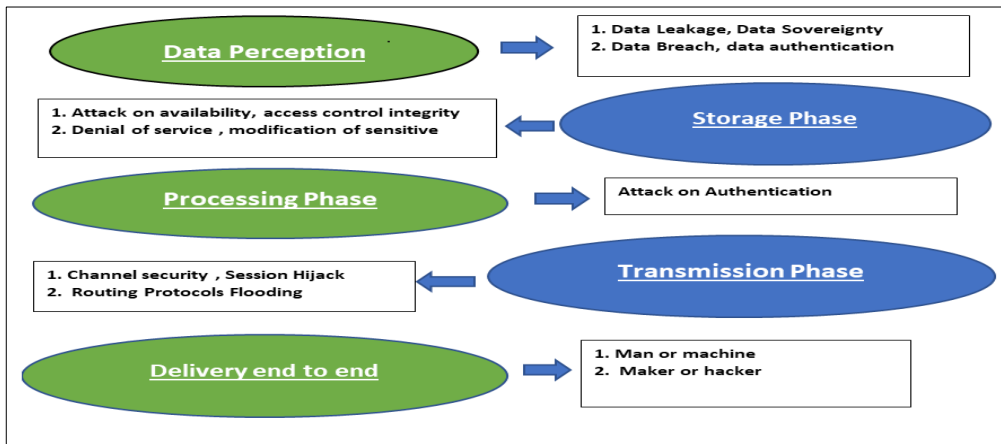 Data Perception
1. Data Leakage, Data Sovereignty
2. Data Breach, data authentication
Storage Phase
1. Attack on availability, access control integrity
2. Denial of service , modification of sensitive
Processing Phase
Attack on Authentication
Transmission Phase
1. Channel security , Session Hijack
2. Routing Protocols Flooding
Delivery end to end
1. Man or machine
2. Maker or hacker